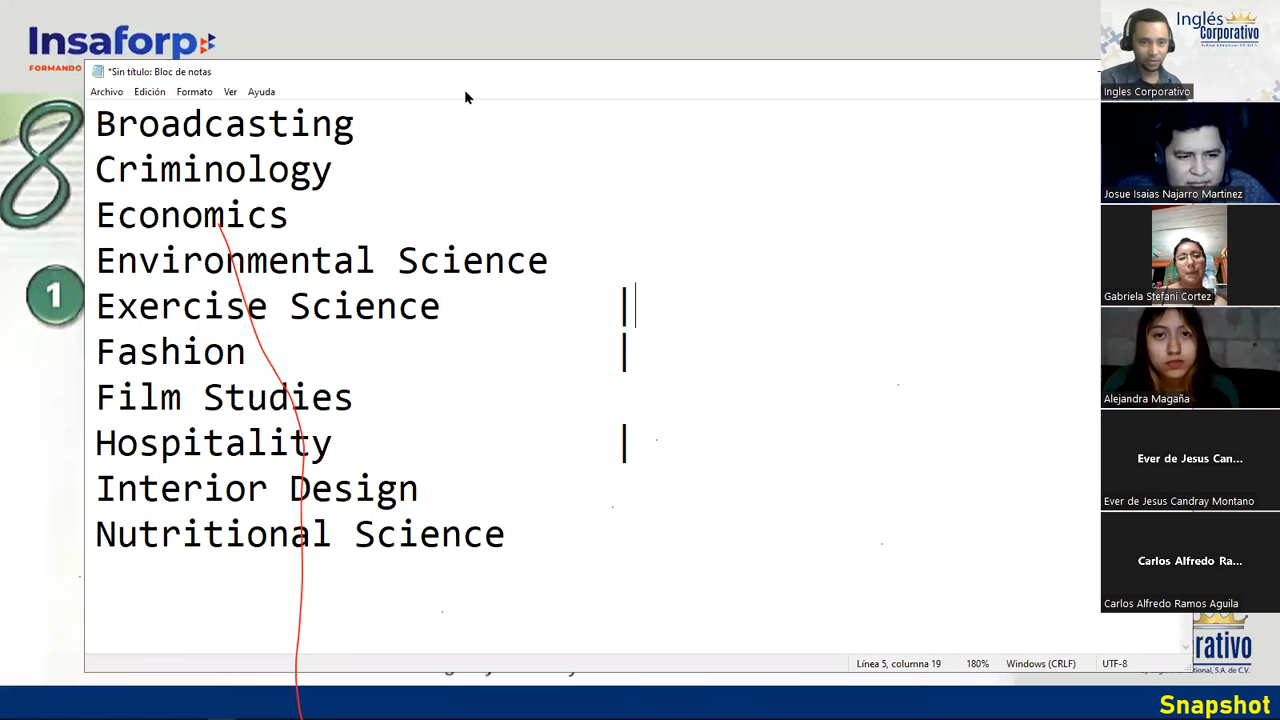 Insaforp
FORMANDO
8
1
*Sin título: Bloc de notas
Archivo Edición Formato Ver Ayuda
Broadcasting
Criminology
Economics
Environmental Science
Exercise Science |
Fashion |
Film Studies
Hospitality |
Interior Design
Nutritional Science
Línea 5, columna 19 180% Windows (CRLF) UTF-8
Inglés
Corporativo
Ingles Corporativo
Josue Isaías Najarro Martinez
Gabriela Stefani Cortez
Alejandra Magaña
Ever de Jesus Can...
Ever de Jesus Candray Montano
Carlos Alfredo Ra...
Carlos Alfredo Ramos Aguila
rativo
Snapshot